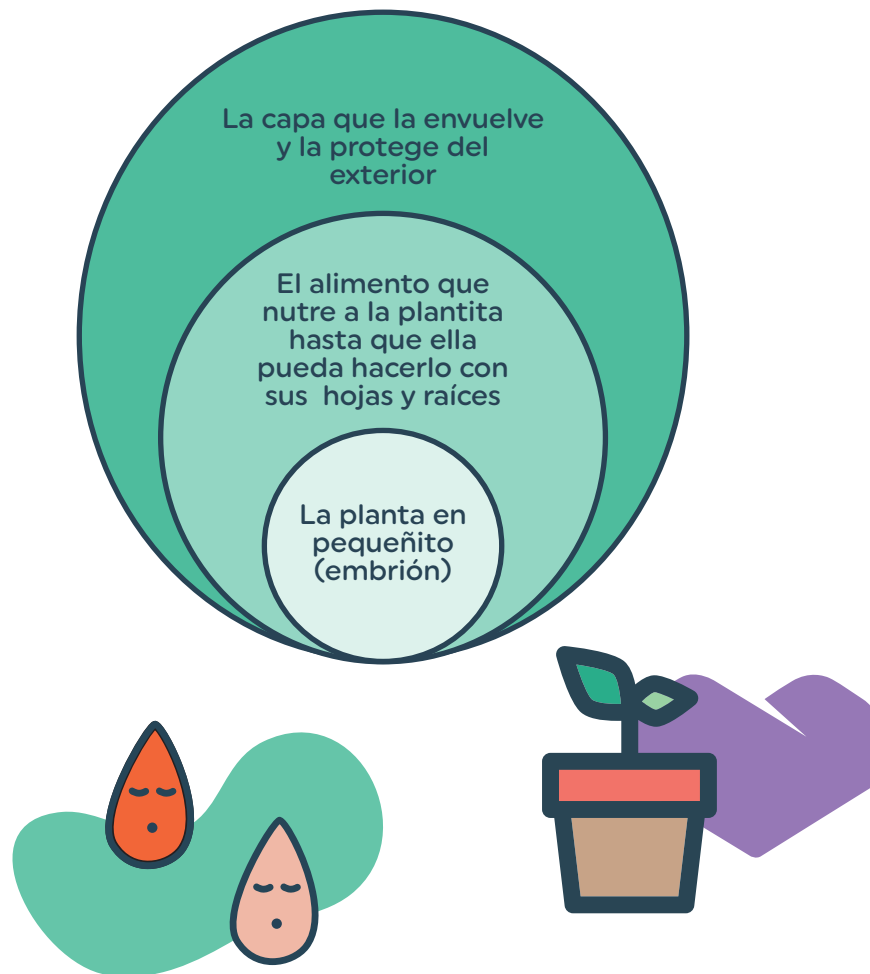 La capa que la envuelve
y la protege del
exterior
El alimento que
nutre a la plantita
hasta que ella
pueda hacerlo con
sus hojas y raíces
La planta en
pequeñito
(embrión)